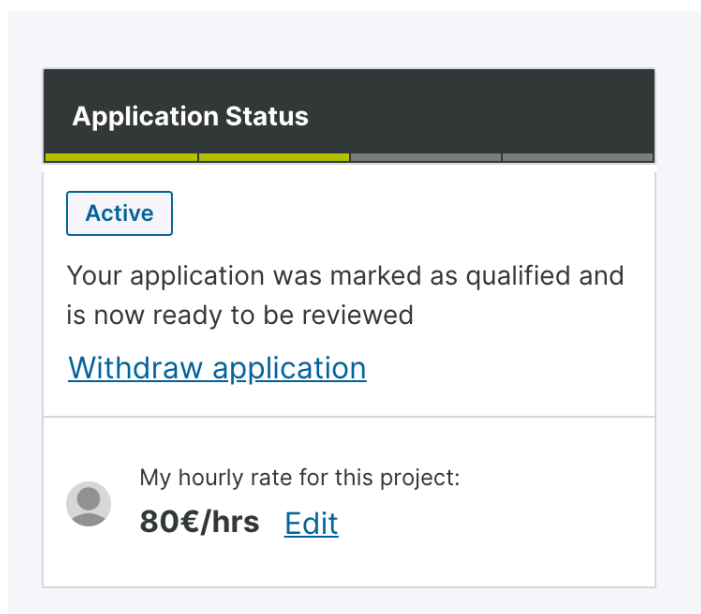 Application Status
Active
Your application was marked as qualified and
is now ready to be reviewed
Withdraw application
My hourly rate for this project:
80€/hrs Edit